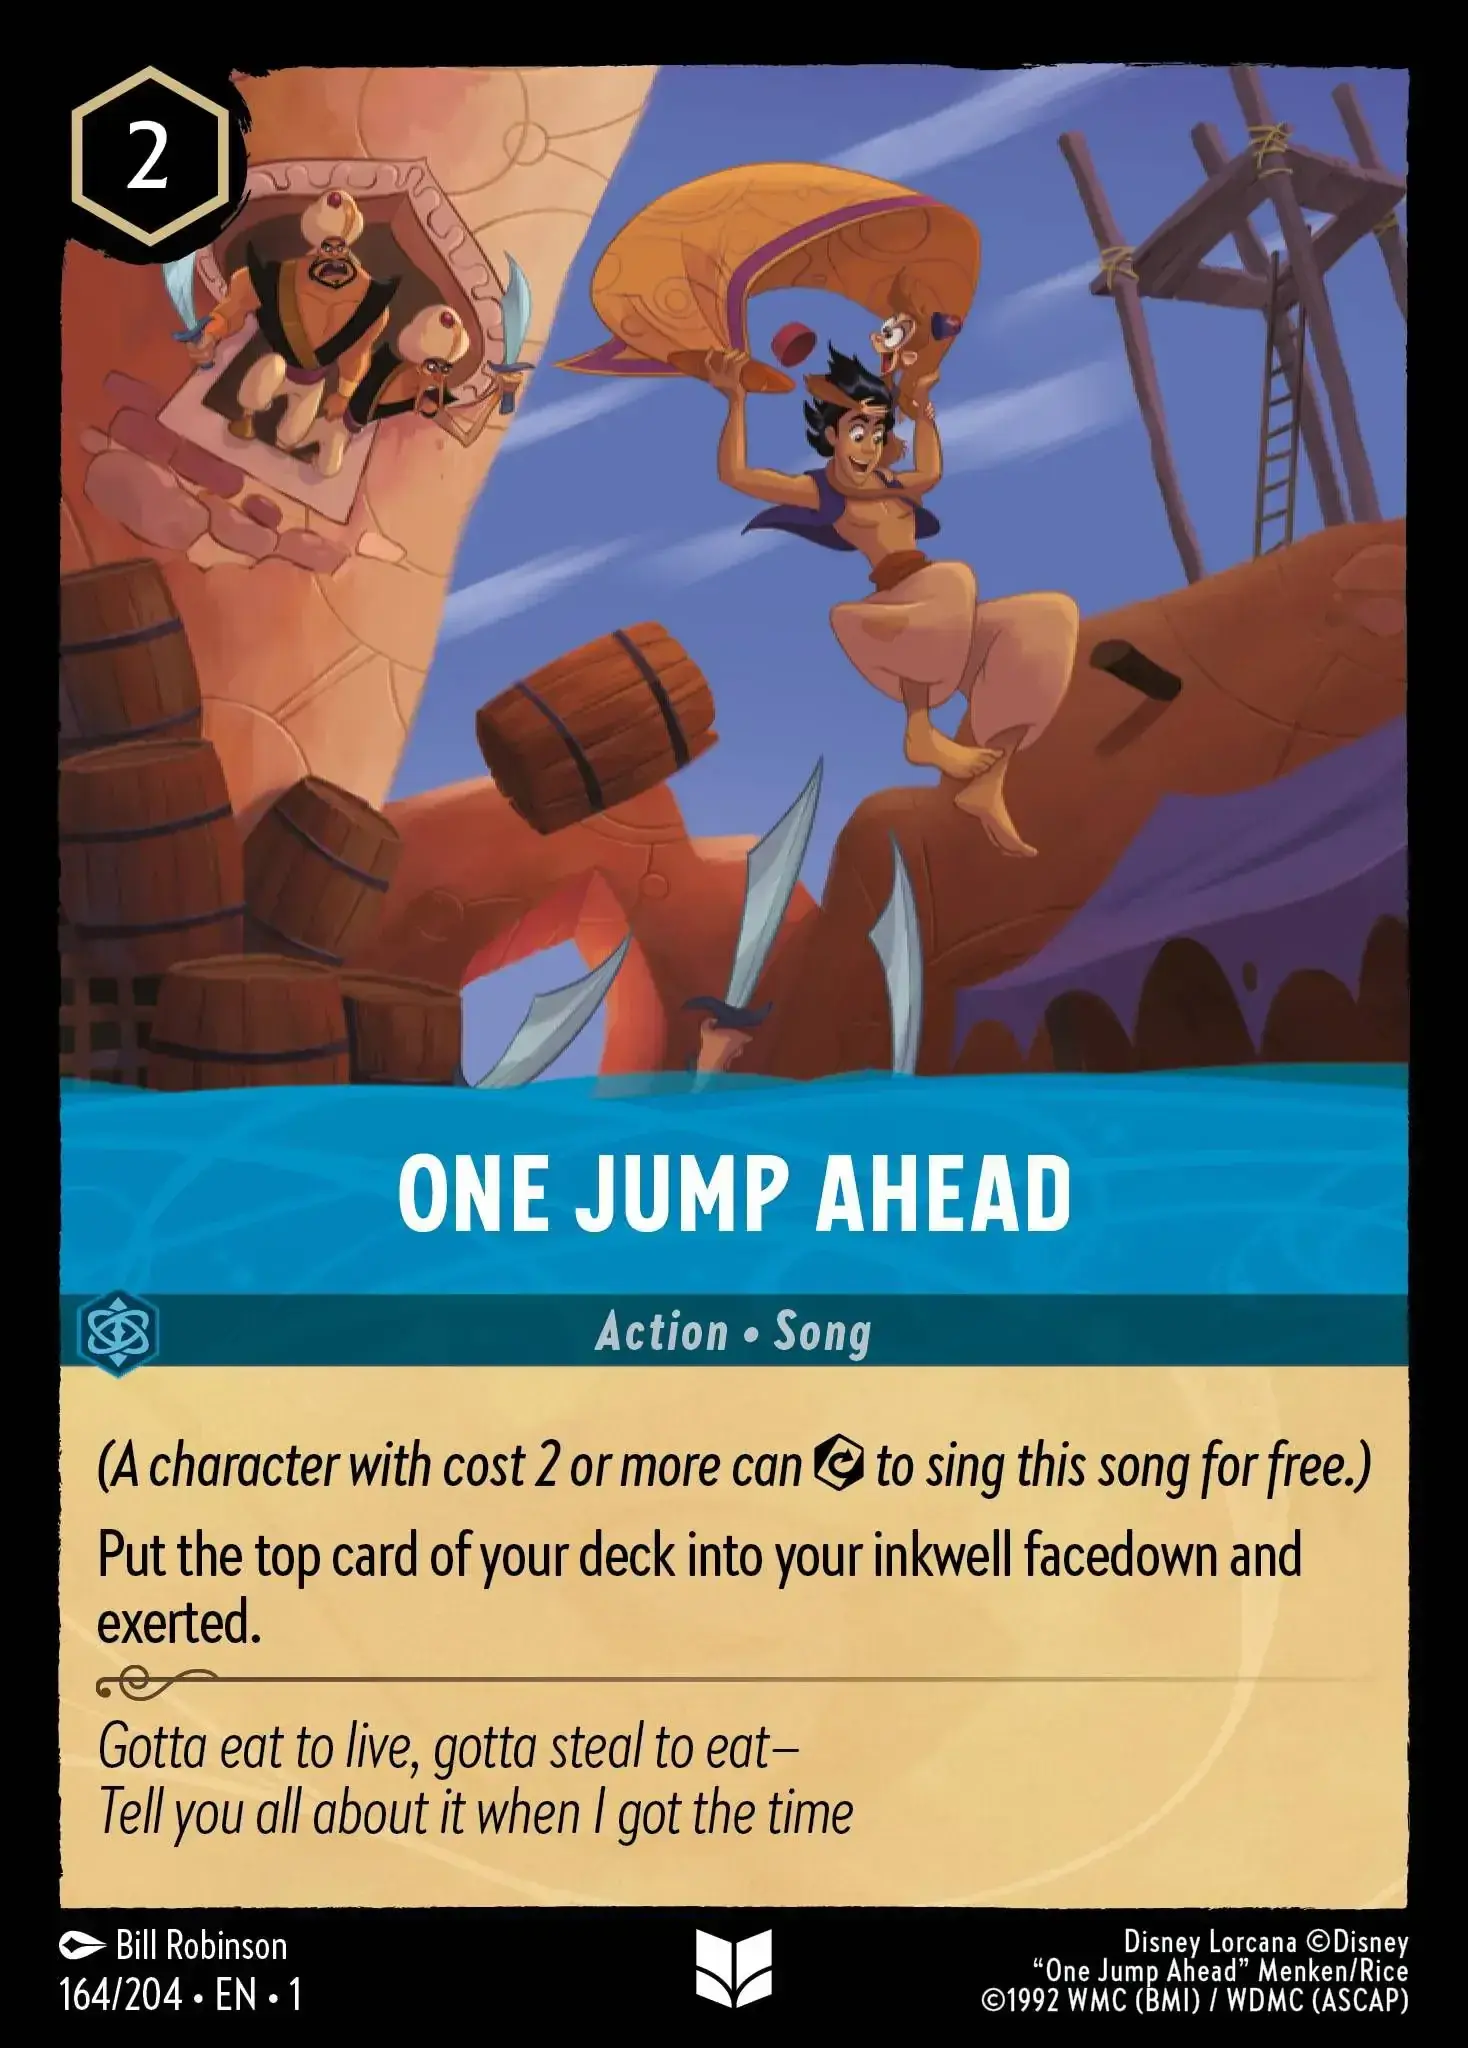 2
ONE JUMP AHEAD
Action • Song
(A character with cost 2 or more can to sing this song for free.)
Put the top card of your deck into your inkwell facedown and
exerted.
Gotta eat to live, gotta steal to eat—
Tell you all about it when I got the time
Bill Robinson
164/204 • EN • 1
Disney Lorcana ©Disney
“One Jump Ahead” Menken/Rice
©1992 WMC (BMI) / WDMC (ASCAP)